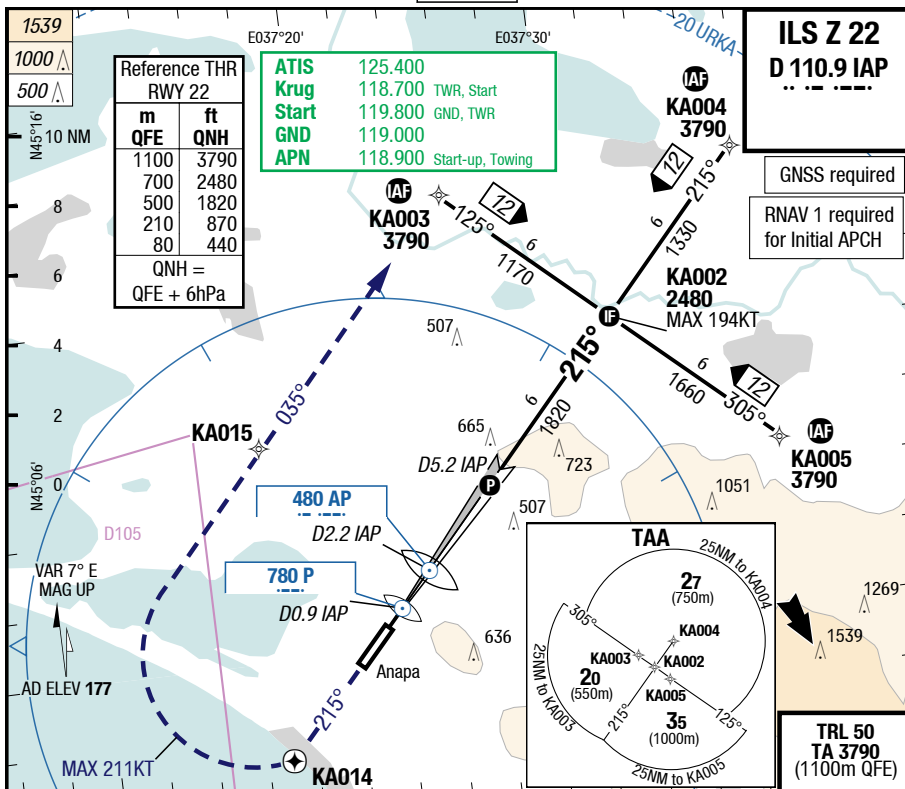 1539
1000
500
N45°16'
10 NM
8
6
4
2
0
N45°06'
E037°20'
E037°30'
20 URKA
ILS Z 22
D 110.9 IAP
GNSS required
RNAV 1 required
for Initial APCH
Reference THR
RWY 22
m ft
QFE QNH
1100 3790
700 2480
500 1820
210 870
80 440
QNH =
QFE + 6hPa
ATIS 125.400
Krug 118.700 TWR, Start
Start 119.800 GND, TWR
GND 119.000
APN 118.900 Start-up, Towing
IAF
KA004
3790
12
215°
6
1330
IAF
KA003
3790
12
125°
6
1170
KA002
2480
MAX 194KT
IF
215°
6
1820
12
305°
6
1660
IAF
KA005
3790
507
665
723
507
1051
1269
1539
636
D5.2 IAP
P
035°
KA015
D105
480 AP
D2.2 IAP
780 P
D0.9 IAP
VAR 7° E
MAG UP
AD ELEV 177
Anapa
215°
MAX 211KT
KA014
TAA
25NM to KA004
27
(750m)
305°
KA004
KA003
KA002
KA005
20
(550m)
25NM to KA003
215°
35
(1000m)
125°
25NM to KA005
TRL 50
TA 3790
(1100m QFE)